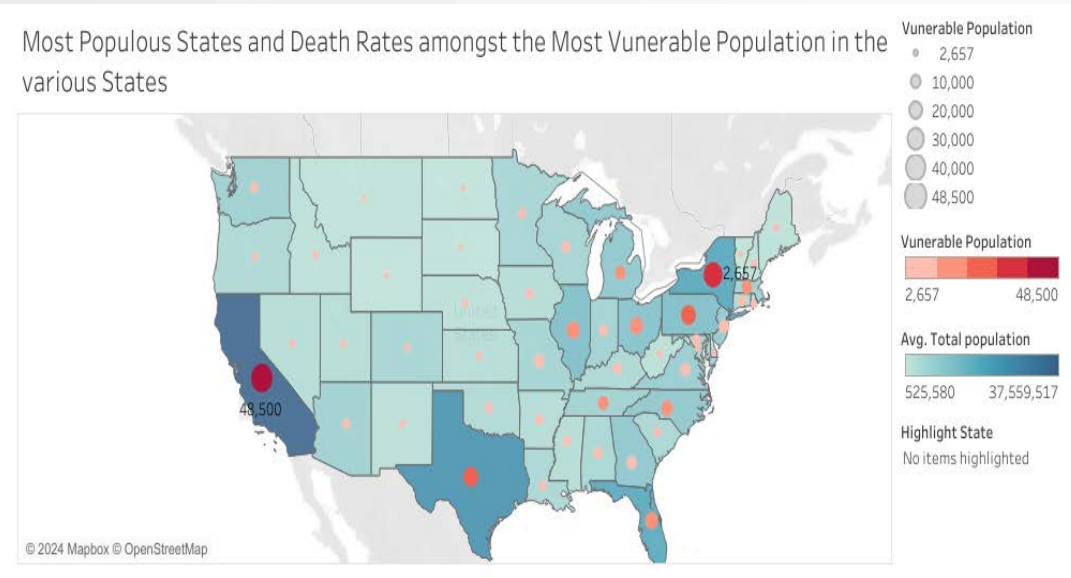 Most Populous States and Death Rates amongst the Most Vunerable Population in the
various States
Vunerable Population
2,657
10,000
20,000
30,000
40,000
48,500
Vunerable Population
2,657 48,500
Avg. Total population
525,580 37,559,517
Highlight State
No items highlighted
2,657
United
States
48,500
© 2024 Mapbox © OpenStreetMap